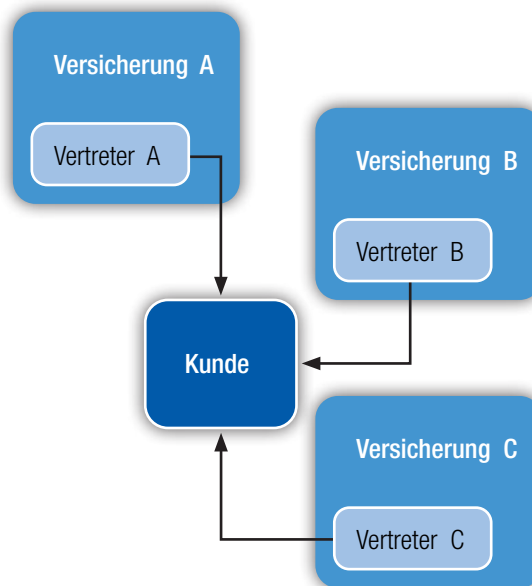 Versicherung A
Vertreter A
Versicherung B
Vertreter B
Kunde
Versicherung C
Vertreter C